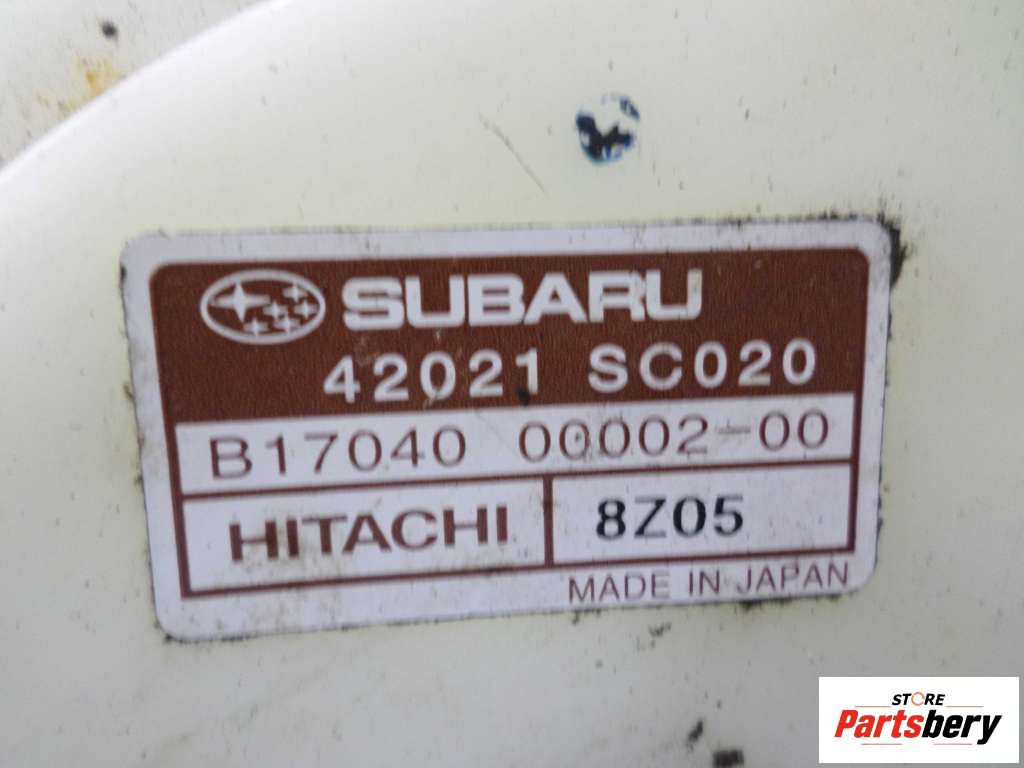 SUBARU
42021 SC020
B17040 00002-00
HITACHI 8Z05
MADE IN JAPAN
STORE
Partsbery